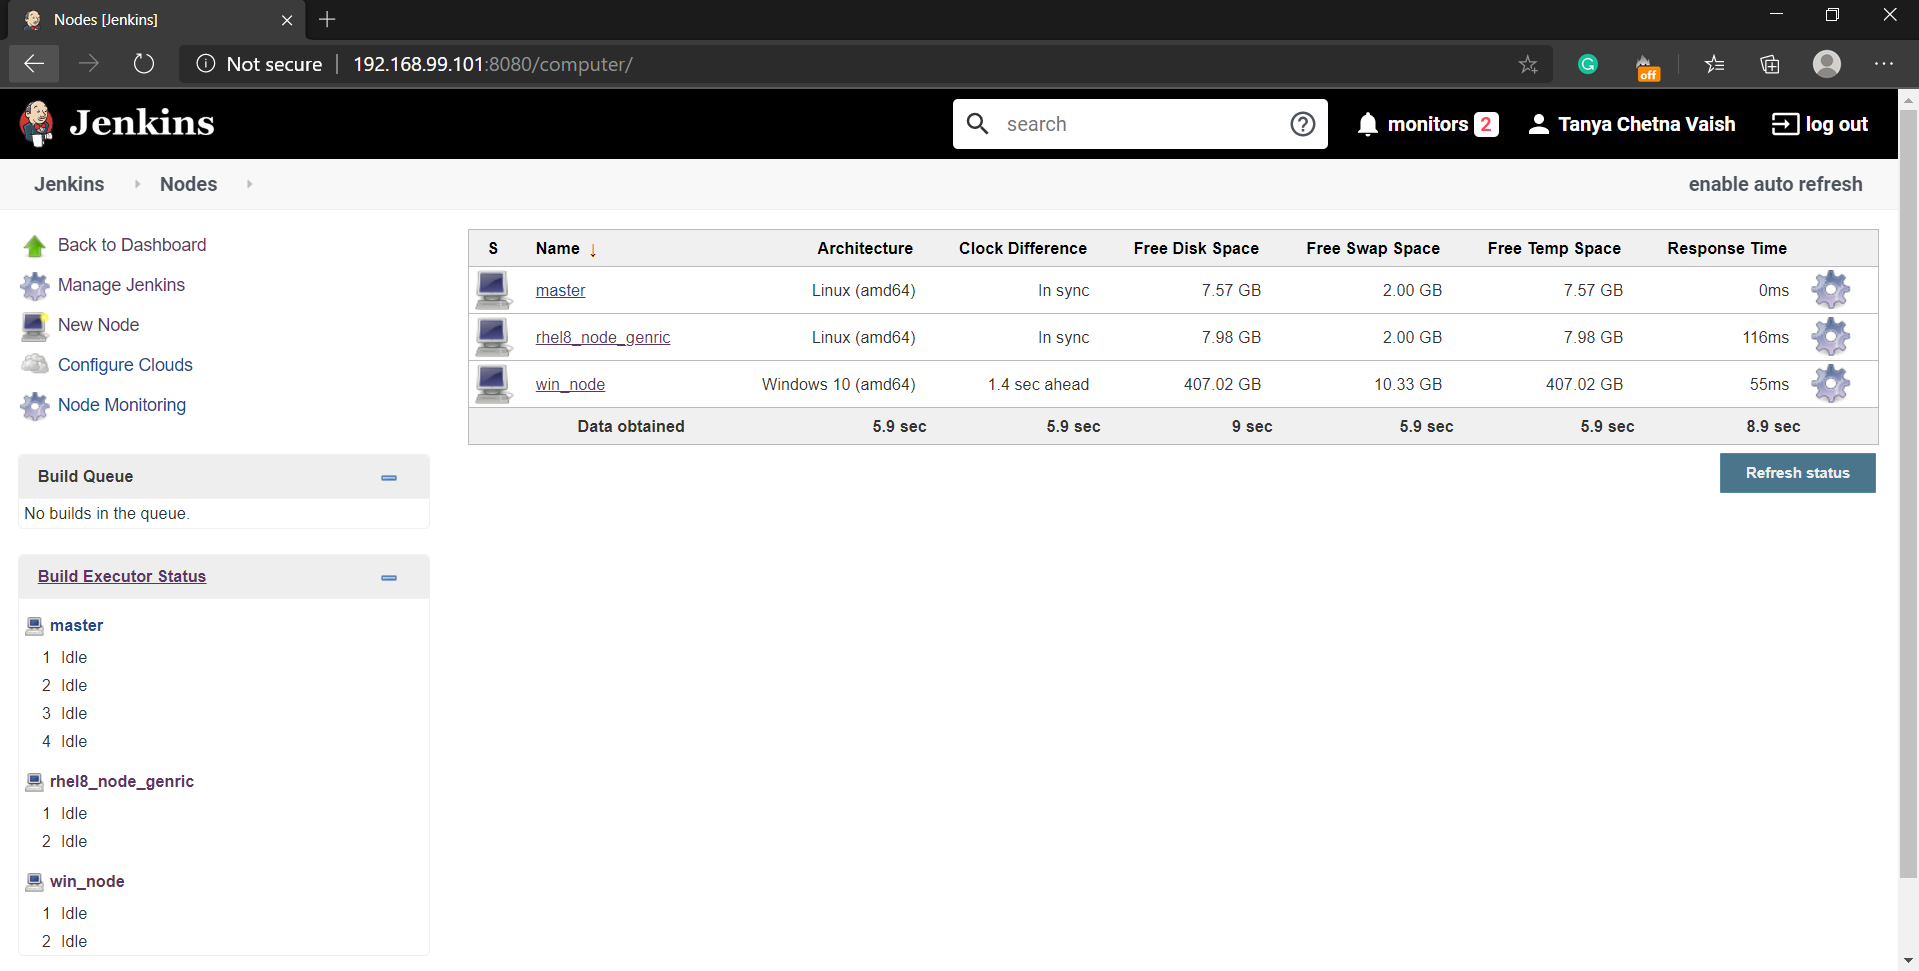 Nodes [Jenkins]
Not secure | 192.168.99.101:8080/computer/
off
Jenkins
search
monitors 2
Tanya Chetna Vaish
log out
Jenkins
Nodes
enable auto refresh
Back to Dashboard
Manage Jenkins
New Node
Configure Clouds
Node Monitoring
Build Queue
No builds in the queue.
Build Executor Status
master
1 Idle
2 Idle
3 Idle
4 Idle
rhel8_node_genric
1 Idle
2 Idle
win_node
1 Idle
2 Idle
S Name ↓ Architecture Clock Difference Free Disk Space Free Swap Space Free Temp Space Response Time
master Linux (amd64) In sync 7.57 GB 2.00 GB 7.57 GB 0ms
rhel8_node_genric Linux (amd64) In sync 7.98 GB 2.00 GB 7.98 GB 116ms
win_node Windows 10 (amd64) 1.4 sec ahead 407.02 GB 10.33 GB 407.02 GB 55ms
Data obtained 5.9 sec 5.9 sec 9 sec 5.9 sec 5.9 sec 8.9 sec
Refresh status